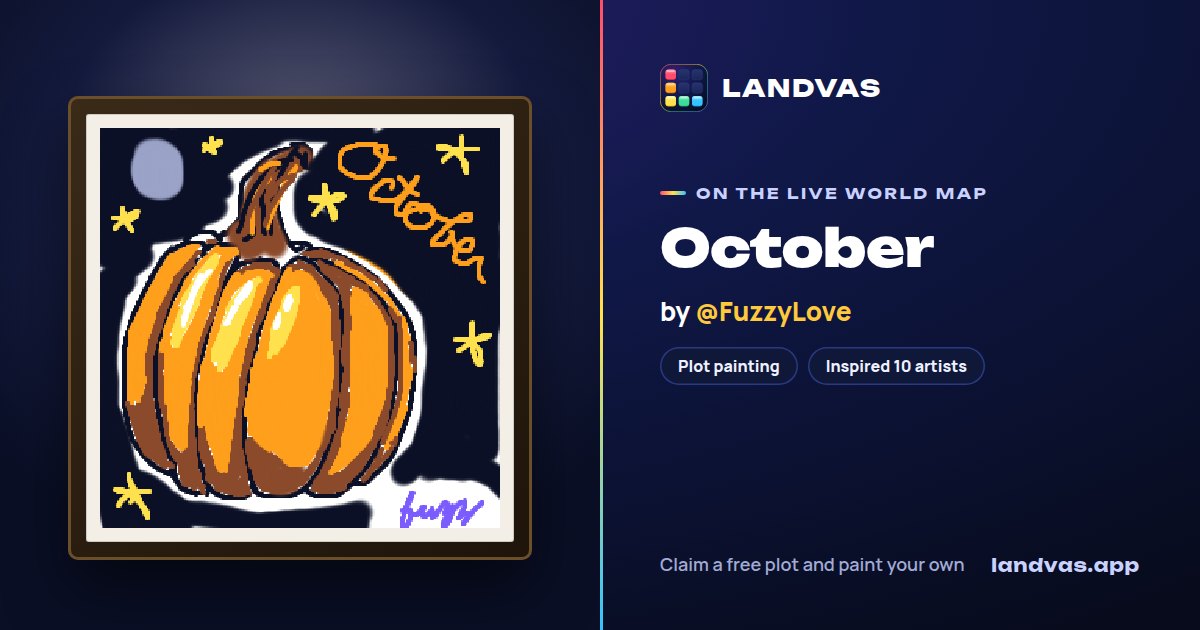 October
fuzz
LANDVAS
ON THE LIVE WORLD MAP
October
by @FuzzyLove
Plot painting
Inspired 10 artists
Claim a free plot and paint your own
landvas.app